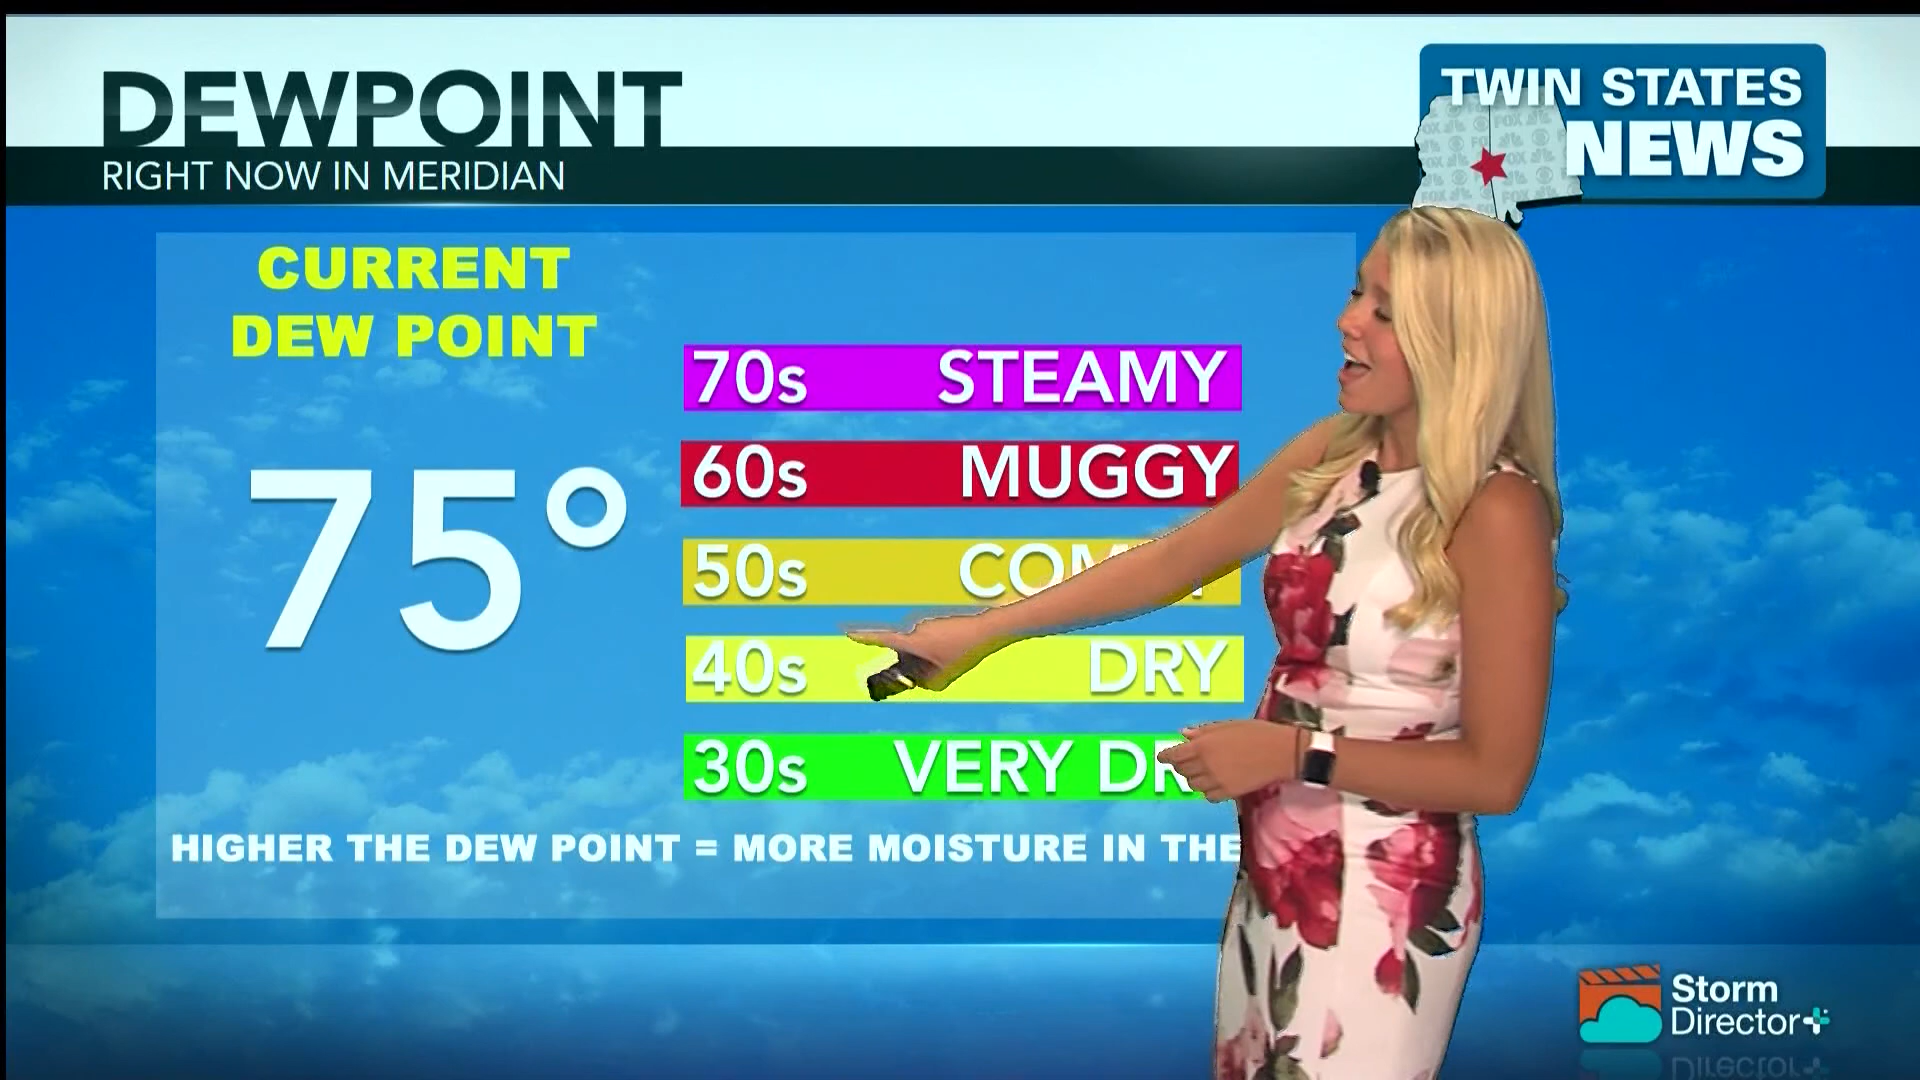 DEWPOINT
RIGHT NOW IN MERIDIAN
TWIN STATES
NEWS
CURRENT
DEW POINT
75°
70s STEAMY
60s MUGGY
50s
40s DRY
30s VERY
HIGHER THE DEW POINT = MORE MOISTURE IN THE
Storm
Director+